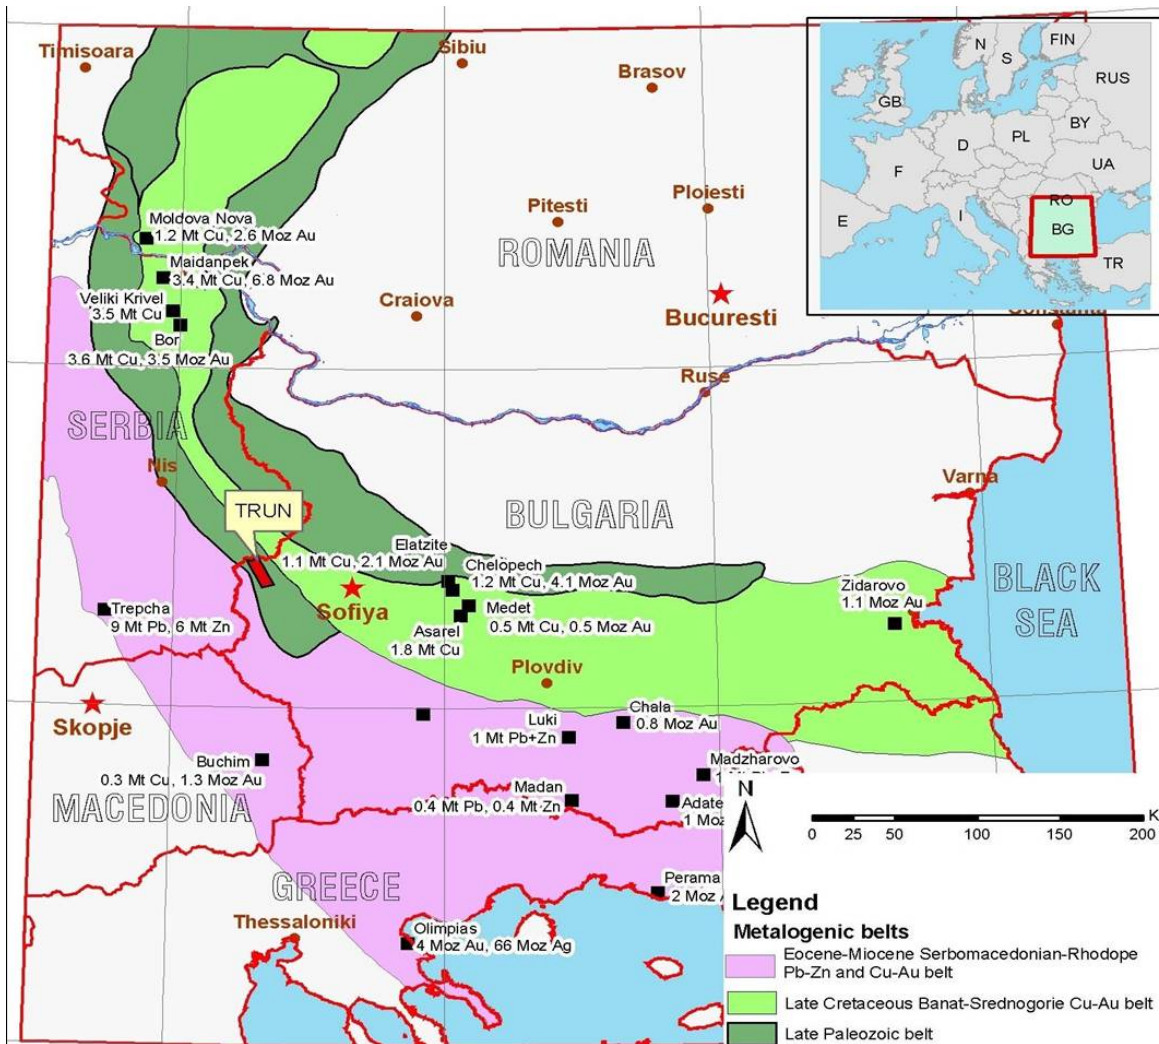 Timisoara
Sibiu
Brasov
Ploiesti
Pitesti
ROMANIA
Craiova
Bucuresti
Ruse
Moldova Nova
1.2 Mt Cu, 2.6 Moz Au
Maidanpek
3.4 Mt Cu, 6.8 Moz Au
Veliki Krivel
3.5 Mt Cu
Bor
3.6 Mt Cu, 3.5 Moz Au
SERBIA
Nis
TRUN
BULGARIA
Varna
BLACK
SEA
Elatzite
1.1 Mt Cu, 2.1 Moz Au
Chelopech
1.2 Mt Cu, 4.1 Moz Au
Sofiya
Medet
0.5 Mt Cu, 0.5 Moz Au
Asarel
1.8 Mt Cu
Zidarovo
1.1 Moz Au
Trepcha
9 Mt Pb, 6 Mt Zn
Plovdiv
Skopje
Chala
0.8 Moz Au
Luki
1 Mt Pb+Zn
Buchim
0.3 Mt Cu, 1.3 Moz Au
MACEDONIA
Madzharovo
Madan
0.4 Mt Pb, 0.4 Mt Zn
Adate
1 Moz
GREECE
Perama
2 Moz
Thessaloniki
Olimpias
4 Moz Au, 66 Moz Ag
N
S
FIN
RUS
GB
BY
D
PL
UA
F
RO
BG
I
E
TR
N
0 25 50 100 150 200
K
Legend
Metalogenic belts
Eocene-Miocene Serbomacedonian-Rhodope
Pb-Zn and Cu-Au belt
Late Cretaceous Banat-Srednogorie Cu-Au belt
Late Paleozoic belt